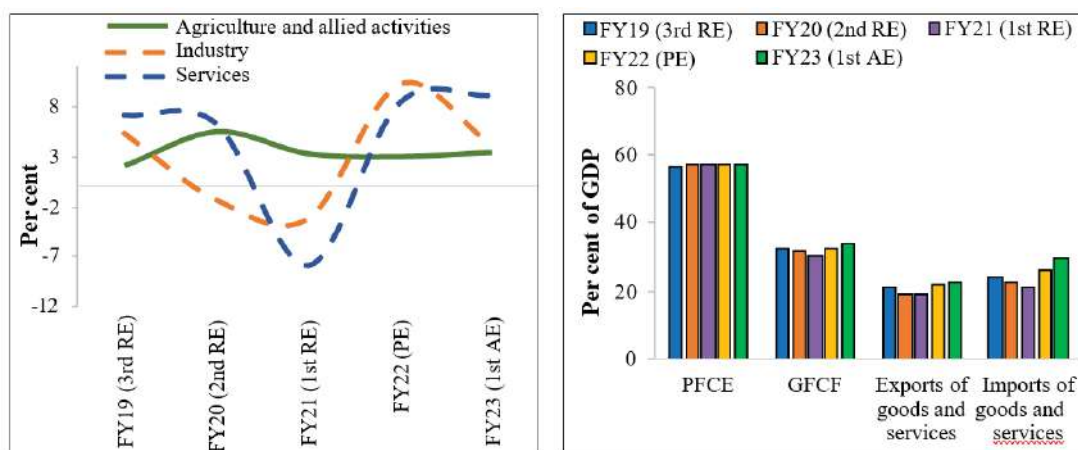 Agriculture and allied activities
Industry
Services
Per cent
8
3
-2
-7
-12
FY19 (3rd RE)
FY20 (2nd RE)
FY21 (1st RE)
FY22 (PE)
FY23 (1st AE)
FY19 (3rd RE) FY20 (2nd RE) FY21 (1st RE)
FY22 (PE) FY23 (1st AE)
Per cent of GDP
80
60
40
20
0
PFCE GFCF Exports of Imports of
goods and goods and
services services